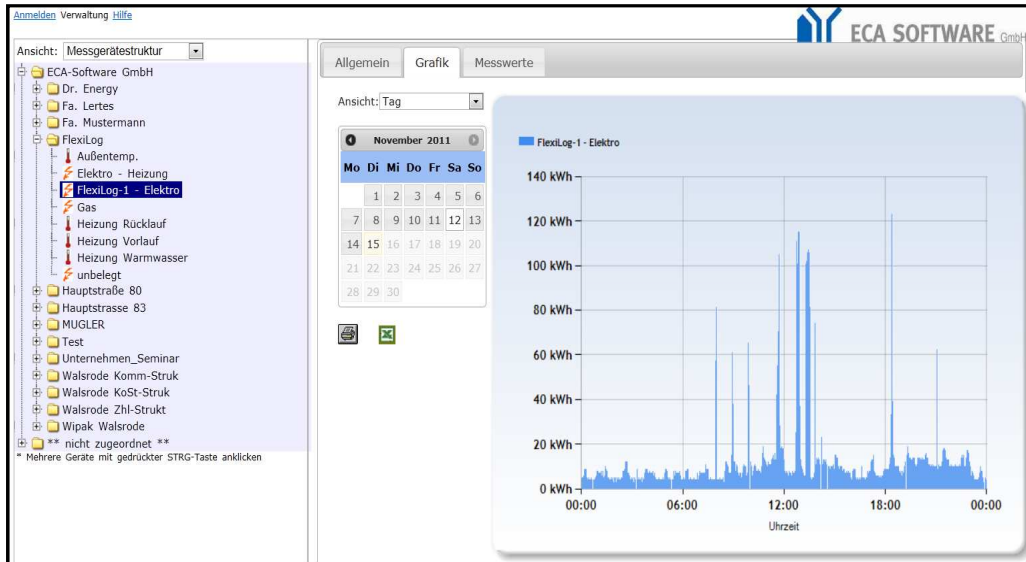 Anmelden Verwaltung Hilfe
ECA SOFTWARE GmbH
Ansicht: Messgerätestruktur
ECA-Software GmbH
Dr. Energy
Fa. Lertes
Fa. Mustermann
FlexiLog
Außentemp.
Elektro - Heizung
FlexiLog-1 - Elektro
Gas
Heizung Rücklauf
Heizung Vorlauf
Heizung Warmwasser
unbelegt
Hauptstraße 80
Hauptstrasse 83
MUGLER
Test
Unternehmen_Seminar
Walsrode Komm-Struk
Walsrode KoSt-Struk
Walsrode Zhl-Strukt
Wipak Walsrode
** nicht zugeordnet **
* Mehrere Geräte mit gedrückter STRG-Taste anklicken
Allgemein Grafik Messwerte
Ansicht: Tag
November 2011
Mo Di Mi Do Fr Sa So
1 2 3 4 5 6
7 8 9 10 11 12 13
14 15 16 17 18 19 20
21 22 23 24 25 26 27
28 29 30
FlexiLog-1 - Elektro
140 kWh
120 kWh
100 kWh
80 kWh
60 kWh
40 kWh
20 kWh
0 kWh
00:00 06:00 12:00 18:00 00:00
Uhrzeit